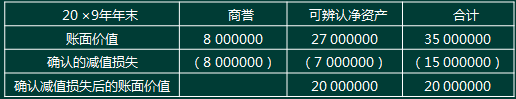 20 ×9年年末 商誉 可辨认净资产 合计
账面价值 8 000000 27 000000 35 000000
确认的减值损失 （8 000000） （7 000000） （15 000000）
确认减值损失后的账面价值 20 000000 20 000000